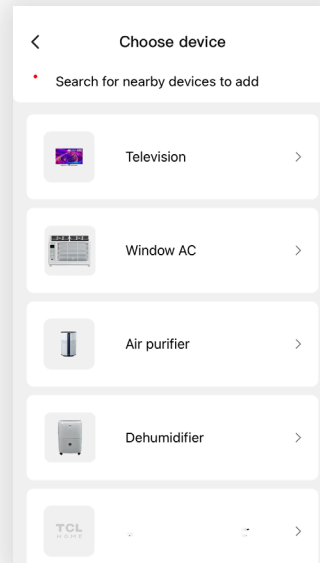 Choose device
Search for nearby devices to add
Television
Window AC
Air purifier
Dehumidifier
TCL
HOME